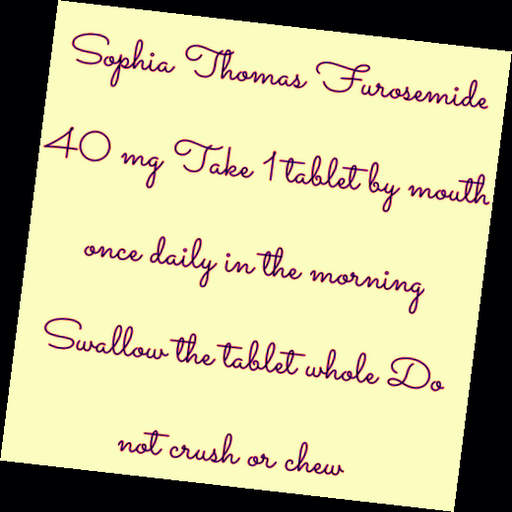 Sophia Thomas Furosemide
40 mg Take 1 tablet by mouth
once daily in the morning
Swallow the tablet whole Do
not crush or chew